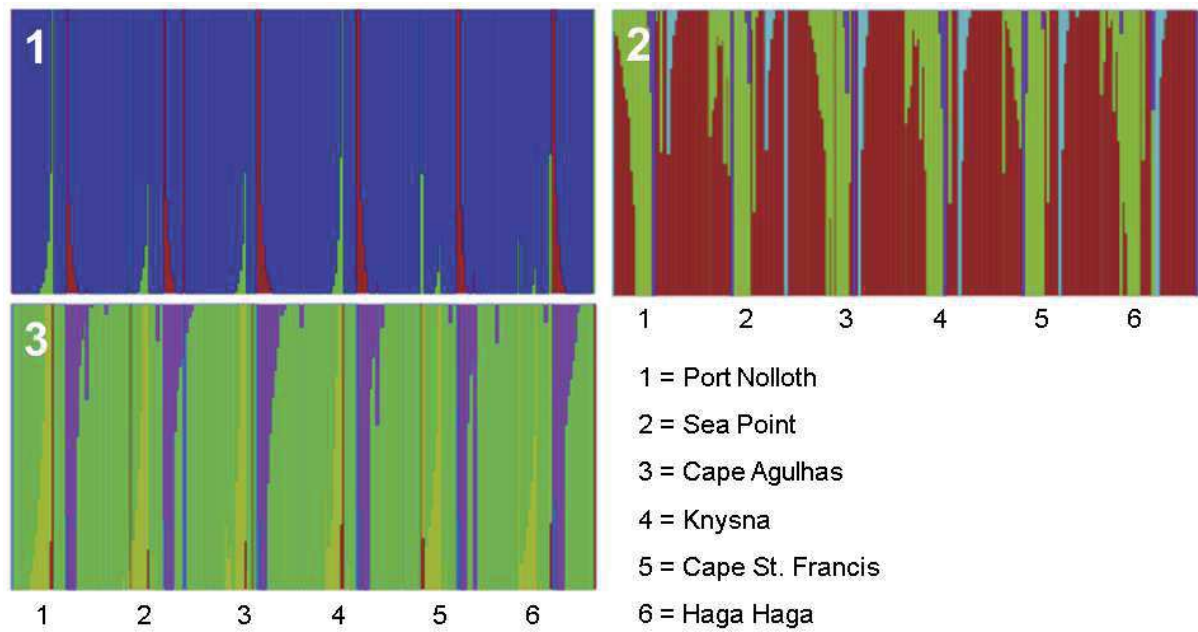 1
2
3
1 2 3 4 5 6
1 = Port Nolloth
2 = Sea Point
3 = Cape Agulhas
4 = Knysna
5 = Cape St. Francis
6 = Haga Haga
1 2 3 4 5 6